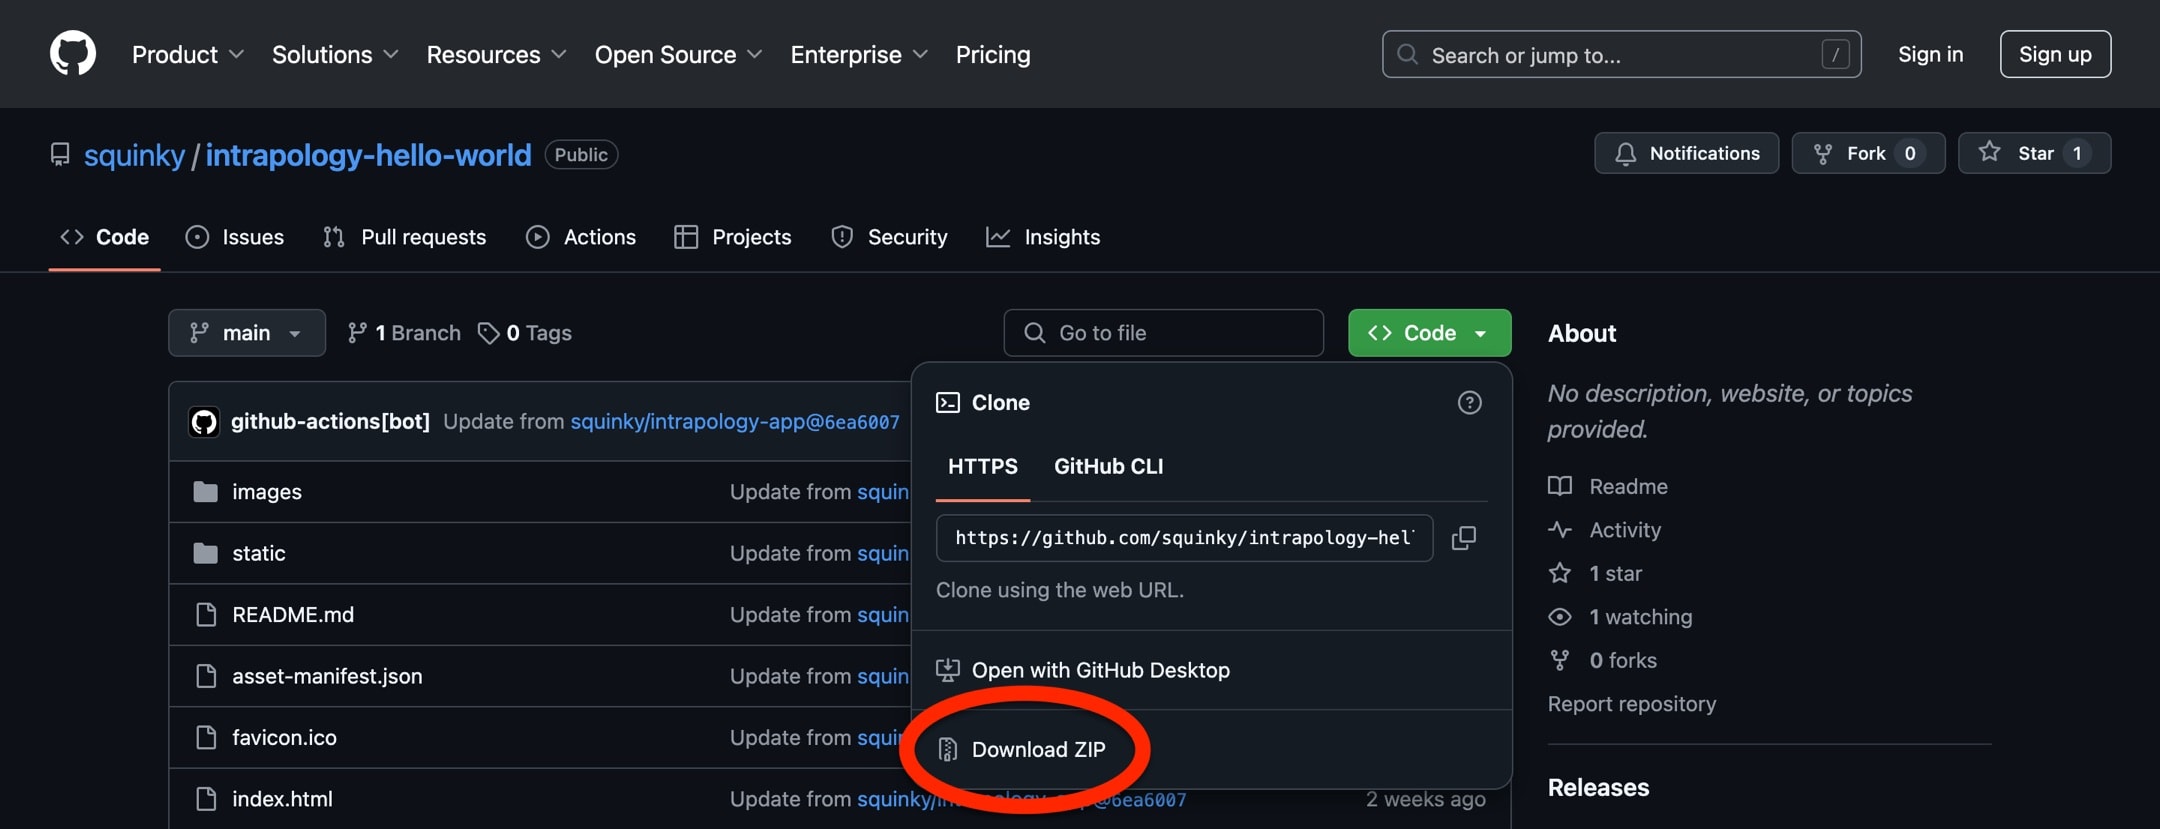 Product Solutions Resources Open Source Enterprise Pricing Search or jump to... / Sign in Sign up
squinky / intrapology-hello-world Public Notifications Fork 0 Star 1
Code Issues Pull requests Actions Projects Security Insights
main 1 Branch 0 Tags Go to file Code
About
No description, website, or topics
provided.
Readme
Activity
1 star
1 watching
0 forks
Report repository
Releases
github-actions[bot] Update from squinky/intrapology-app@6ea6007
images Update from squin
static Update from squin
README.md Update from squin
asset-manifest.json Update from squin
favicon.ico Update from squin
index.html Update from squinky/intrapology-app@6ea6007 2 weeks ago
Clone
HTTPS GitHub CLI
https://github.com/squinky/intrapology-hel
Clone using the web URL.
Open with GitHub Desktop
Download ZIP